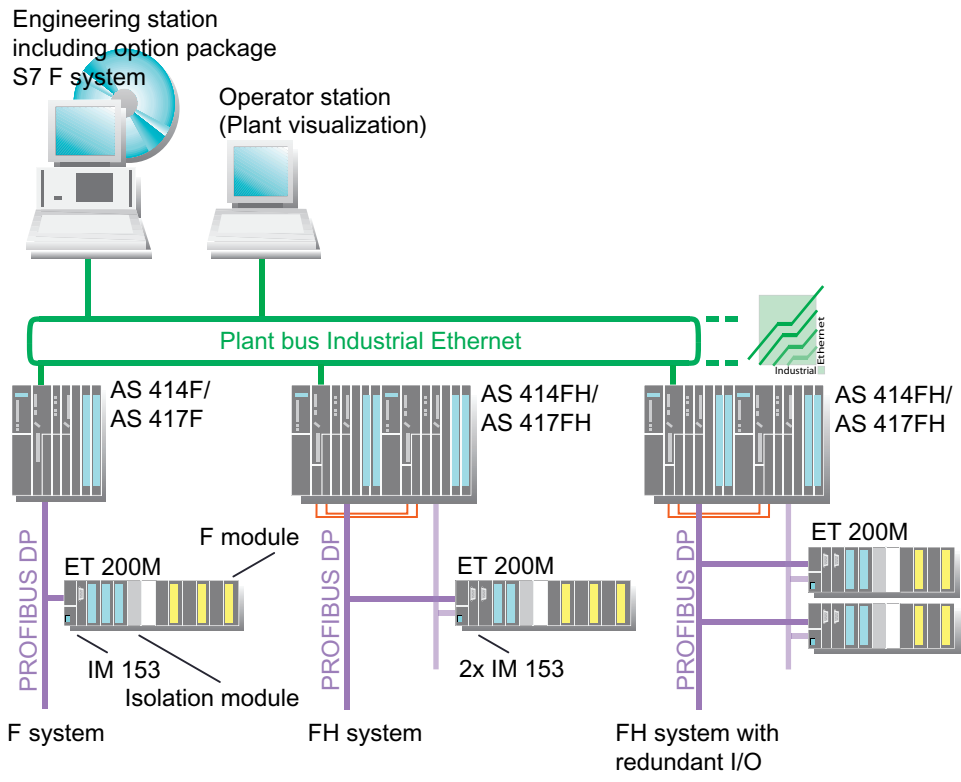 Engineering station
including option package
S7 F system
Operator station
(Plant visualization)
Plant bus Industrial Ethernet
Industrial
Ethernet
AS 414F/
AS 417F
AS 414FH/
AS 417FH
AS 414FH/
AS 417FH
PROFIBUS DP
F module
ET 200M
IM 153
Isolation module
PROFIBUS DP
ET 200M
2x IM 153
PROFIBUS DP
ET 200M
F system
FH system
FH system with
redundant I/O